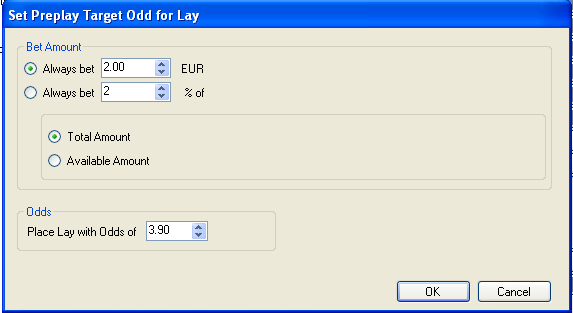 Set Preplay Target Odd for Lay
Bet Amount
Always bet 2.00 EUR
Always bet 2 % of
Total Amount
Available Amount
Odds
Place Lay with Odds of 3.90
OK Cancel